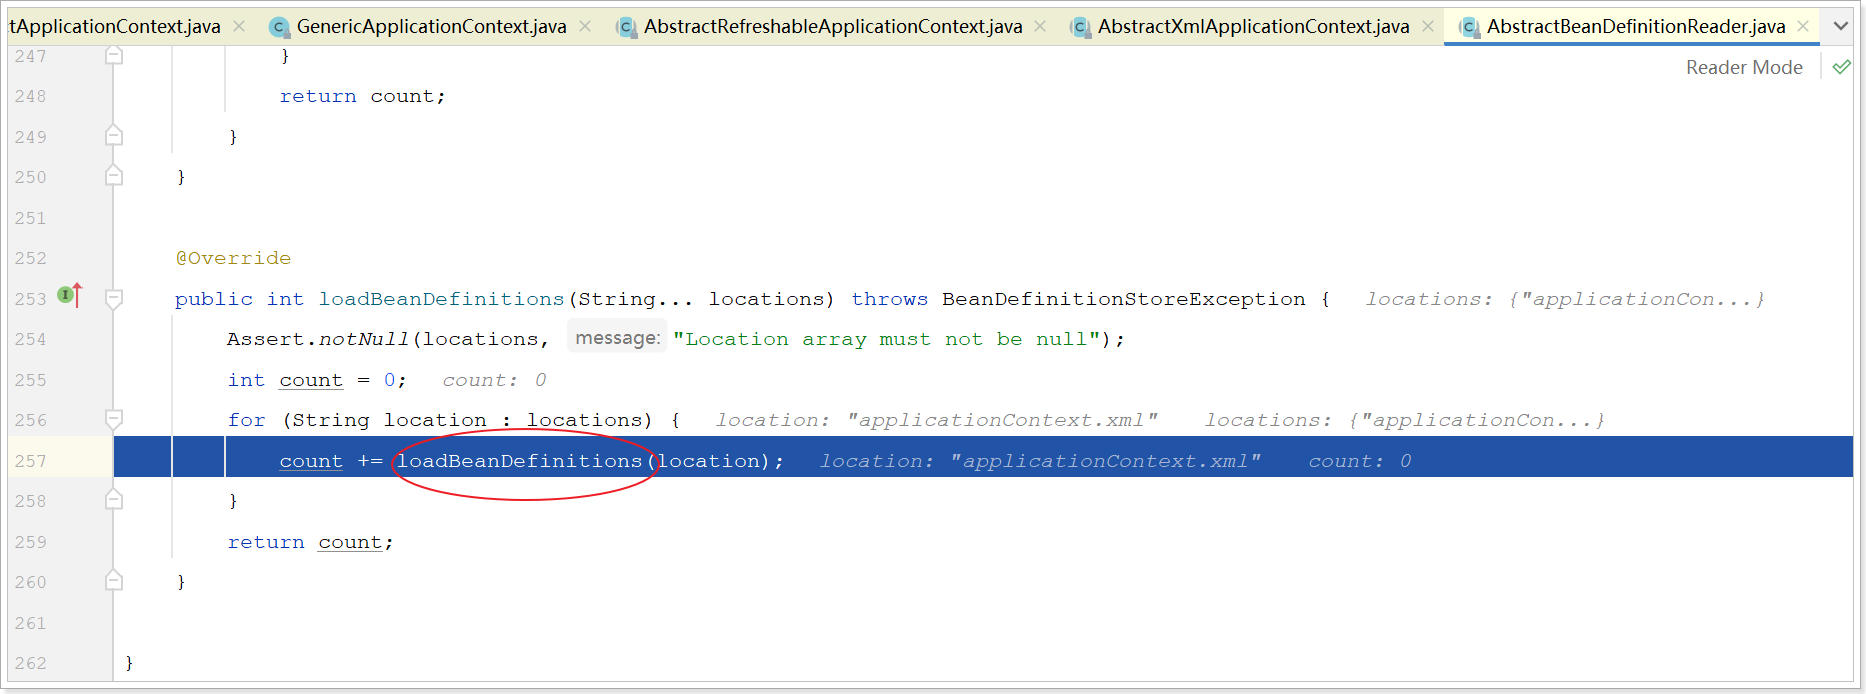 tApplicationContext.java GenericApplicationContext.java AbstractRefreshableApplicationContext.java AbstractXmlApplicationContext.java AbstractBeanDefinitionReader.java
Reader Mode
247 }
248 return count;
249 }
250 }
251
252 @Override
253 public int loadBeanDefinitions(String... locations) throws BeanDefinitionStoreException { locations: {"applicationCon...}
254 Assert.notNull(locations, message: "Location array must not be null");
255 int count = 0; count: 0
256 for (String location : locations) { location: "applicationContext.xml" locations: {"applicationCon...}
257 count += loadBeanDefinitions(location); location: "applicationContext.xml" count: 0
258 }
259 return count;
260 }
261
262 }